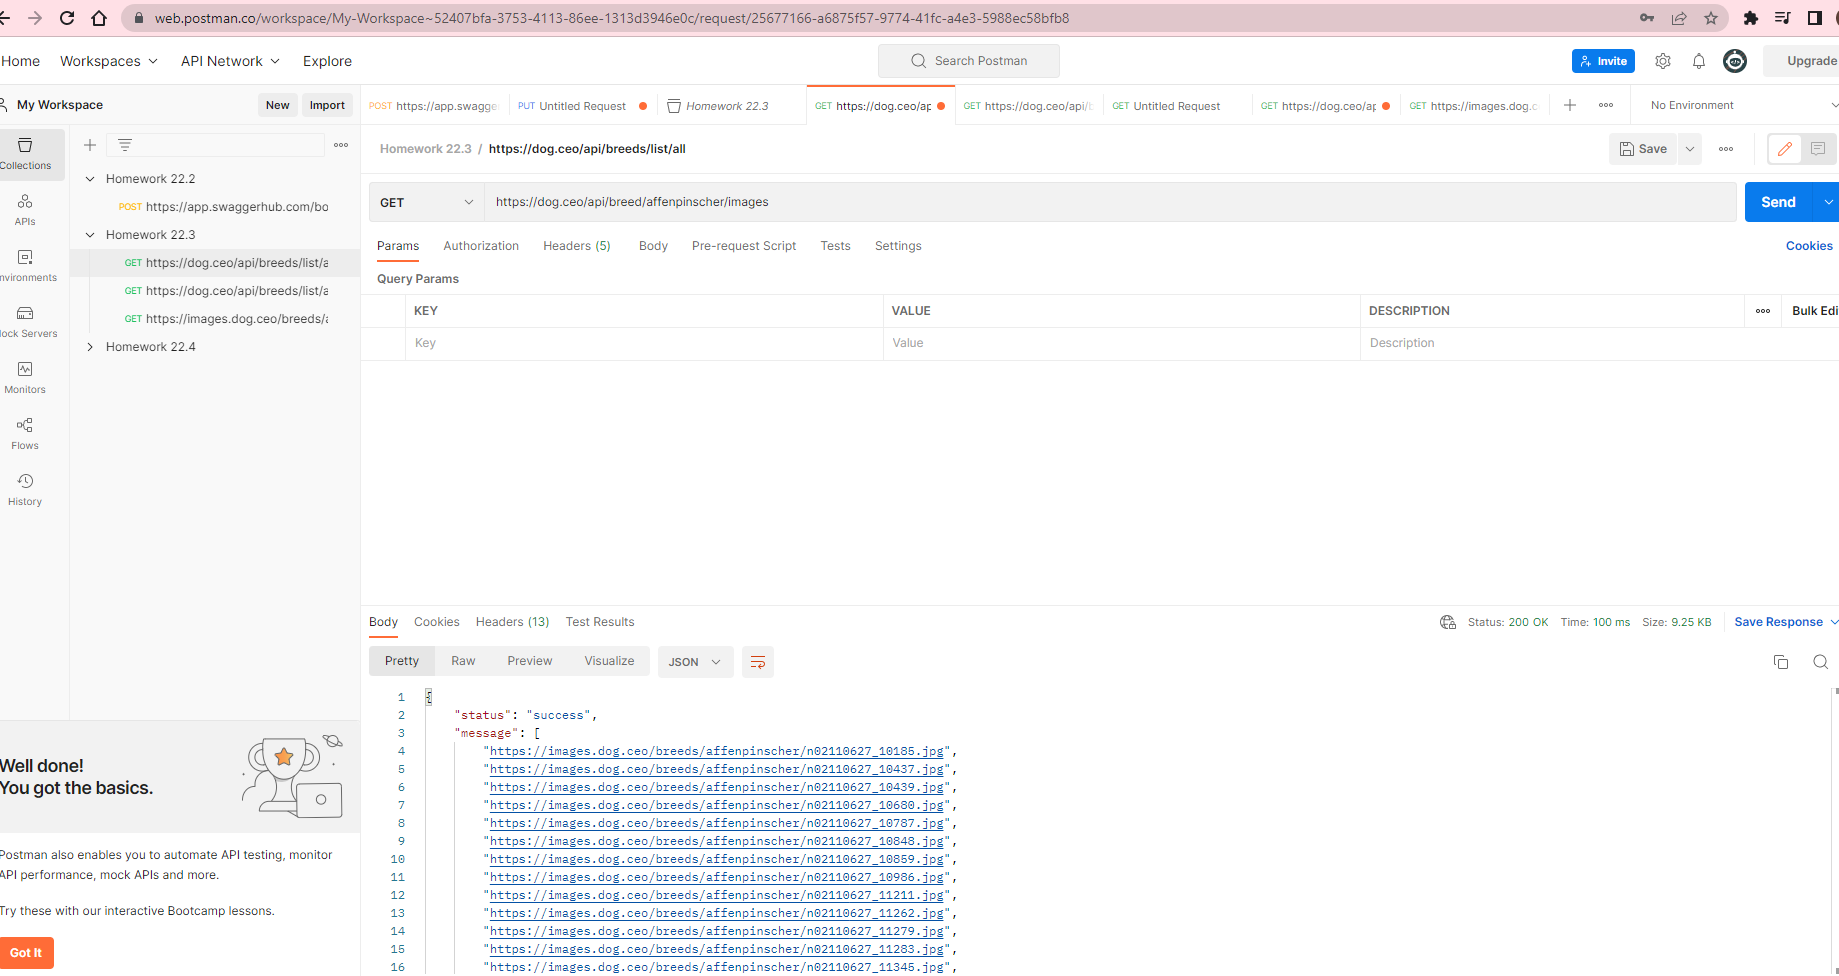 web.postman.co/workspace/My-Workspace~52407bfa-3753-4113-86ee-1313d3946e0c/request/25677166-a6875f57-9774-41fc-a4e3-5988ec58bfb8
Home Workspaces API Network Explore Search Postman Invite Upgrade
My Workspace New Import
POST https://app.swagge PUT Untitled Request Homework 22.3 GET https://dog.ceo/ap GET https://dog.ceo/api/b GET Untitled Request GET https://dog.ceo/ap GET https://images.dog.c No Environment
Homework 22.3 / https://dog.ceo/api/breeds/list/all Save
GET https://dog.ceo/api/breed/affenpinscher/images Send
Params Authorization Headers (5) Body Pre-request Script Tests Settings Cookies
Query Params
KEY VALUE DESCRIPTION Bulk Edi
Key Value Description
Collections
APIs
nvironments
ock Servers
Monitors
Flows
History
Homework 22.2
POST https://app.swaggerhub.com/bo
Homework 22.3
GET https://dog.ceo/api/breeds/list/a
GET https://dog.ceo/api/breeds/list/a
GET https://images.dog.ceo/breeds/a
Homework 22.4
Well done!
You got the basics.
Postman also enables you to automate API testing, monitor
API performance, mock APIs and more.
Try these with our interactive Bootcamp lessons.
Got It
Body Cookies Headers (13) Test Results Status: 200 OK Time: 100 ms Size: 9.25 KB Save Response
Pretty Raw Preview Visualize JSON
1 {
2 "status": "success",
3 "message": [
4 "https://images.dog.ceo/breeds/affenpinscher/n02110627_10185.jpg",
5 "https://images.dog.ceo/breeds/affenpinscher/n02110627_10437.jpg",
6 "https://images.dog.ceo/breeds/affenpinscher/n02110627_10439.jpg",
7 "https://images.dog.ceo/breeds/affenpinscher/n02110627_10680.jpg",
8 "https://images.dog.ceo/breeds/affenpinscher/n02110627_10787.jpg",
9 "https://images.dog.ceo/breeds/affenpinscher/n02110627_10848.jpg",
10 "https://images.dog.ceo/breeds/affenpinscher/n02110627_10859.jpg",
11 "https://images.dog.ceo/breeds/affenpinscher/n02110627_10986.jpg",
12 "https://images.dog.ceo/breeds/affenpinscher/n02110627_11211.jpg",
13 "https://images.dog.ceo/breeds/affenpinscher/n02110627_11262.jpg",
14 "https://images.dog.ceo/breeds/affenpinscher/n02110627_11279.jpg",
15 "https://images.dog.ceo/breeds/affenpinscher/n02110627_11283.jpg",
16 "https://images.dog.ceo/breeds/affenpinscher/n02110627_11345.jpg",